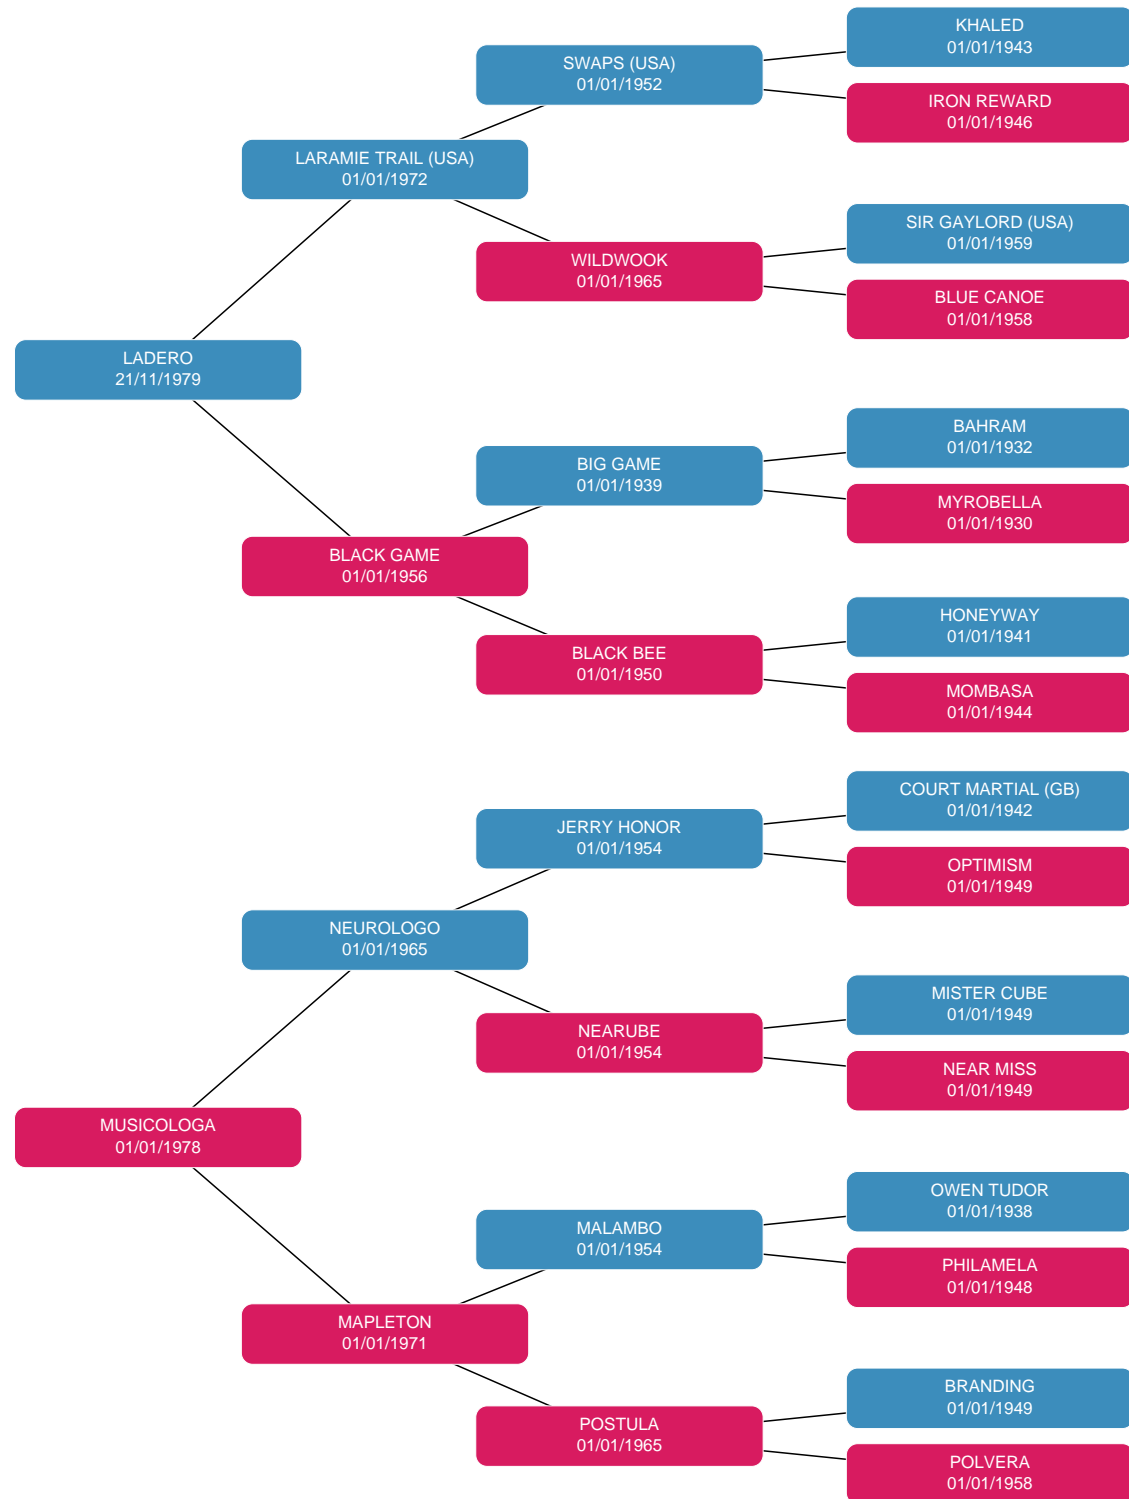 KHALED
01/01/1943
SWAPS (USA)
01/01/1952
IRON REWARD
01/01/1946
LARAMIE TRAIL (USA)
01/01/1972
SIR GAYLORD (USA)
01/01/1959
WILDWOOK
01/01/1965
BLUE CANOE
01/01/1958
LADERO
21/11/1979
BAHRAM
01/01/1932
BIG GAME
01/01/1939
MYROBELLA
01/01/1930
BLACK GAME
01/01/1956
HONEYWAY
01/01/1941
BLACK BEE
01/01/1950
MOMBASA
01/01/1944
COURT MARTIAL (GB)
01/01/1942
JERRY HONOR
01/01/1954
OPTIMISM
01/01/1949
NEUROLOGO
01/01/1965
MISTER CUBE
01/01/1949
NEARUBE
01/01/1954
NEAR MISS
01/01/1949
MUSICOLOGA
01/01/1978
OWEN TUDOR
01/01/1938
MALAMBO
01/01/1954
PHILAMELA
01/01/1948
MAPLETON
01/01/1971
BRANDING
01/01/1949
POSTULA
01/01/1965
POLVERA
01/01/1958